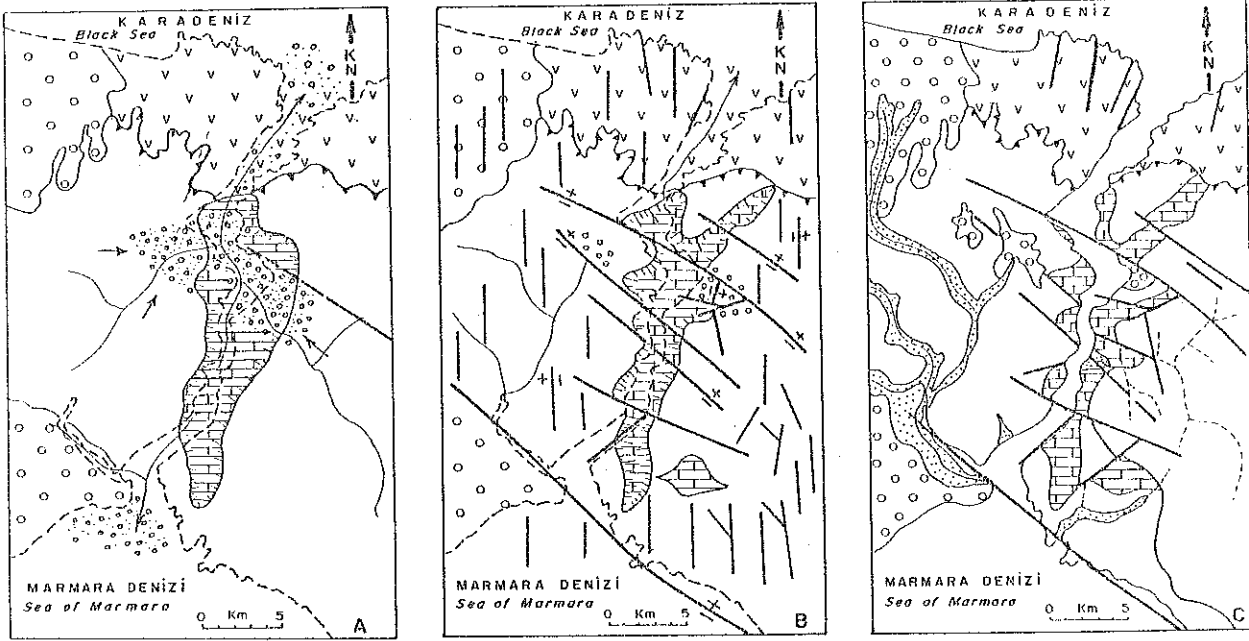 KARADENİZ
Black Sea
KN
MARMARA DENİZİ
Sea of Marmara
0 Km 5
A
KARADENİZ
Black Sea
KN
MARMARA DENİZİ
Sea of Marmara
0 Km 5
B
KARADENİZ
Black Sea
KN
MARMARA DENİZİ
Sea of Marmara
0 Km 5
C